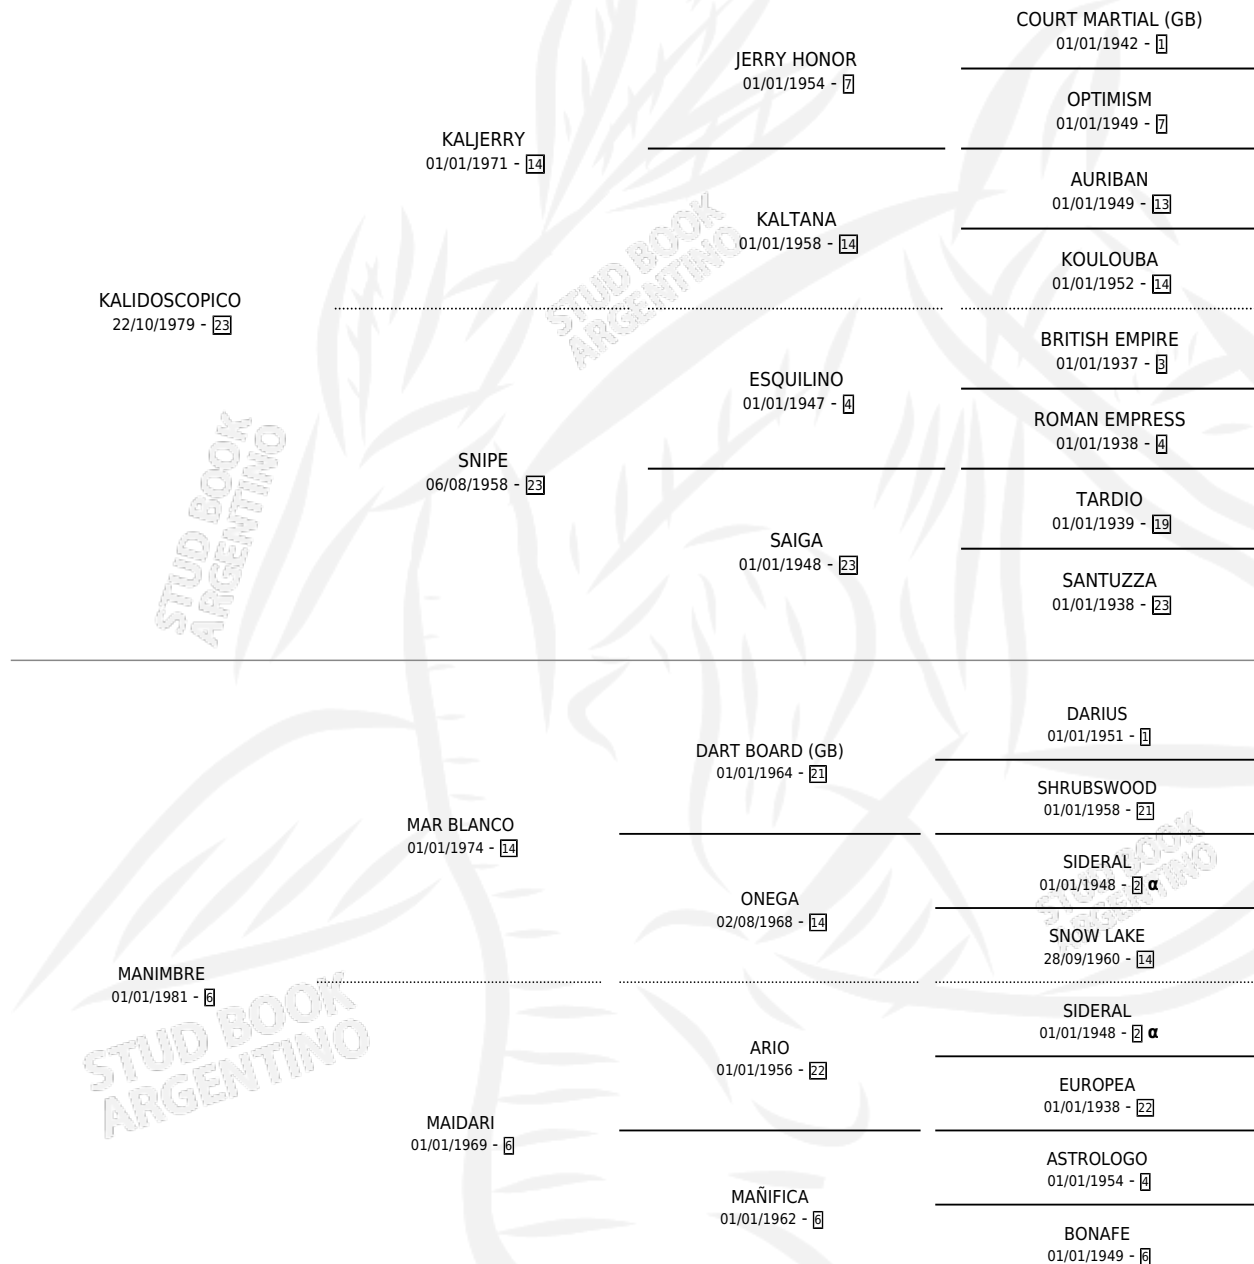 COURT MARTIAL (GB)
01/01/1942 - 1
JERRY HONOR
01/01/1954 - 7
OPTIMISM
01/01/1949 - 7
KALJERRY
01/01/1971 - 14
AURIBAN
01/01/1949 - 13
KALTANA
01/01/1958 - 14
KOULOUBA
01/01/1952 - 14
KALIDOSCOPICO
22/10/1979 - 23
BRITISH EMPIRE
01/01/1937 - 3
ESQUILINO
01/01/1947 - 4
ROMAN EMPRESS
01/01/1938 - 4
SNIPE
06/08/1958 - 23
TARDIO
01/01/1939 - 19
SAIGA
01/01/1948 - 23
SANTUZZA
01/01/1938 - 23
DARIUS
01/01/1951 - 1
DART BOARD (GB)
01/01/1964 - 21
SHRUBSWOOD
01/01/1958 - 21
MAR BLANCO
01/01/1974 - 14
SIDERAL
01/01/1948 - 2 α
ONEGA
02/08/1968 - 14
SNOW LAKE
28/09/1960 - 14
MANIMBRE
01/01/1981 - 6
SIDERAL
01/01/1948 - 2 α
ARIO
01/01/1956 - 22
EUROPEA
01/01/1938 - 22
MAIDARI
01/01/1969 - 6
ASTROLOGO
01/01/1954 - 4
MAÑIFICA
01/01/1962 - 6
BONAFE
01/01/1949 - 6
STUD BOOK
ARGENTINO
STUD BOOK
ARGENTINO
STUD BOOK
ARGENTINO
STUD BOOK
ARGENTINO